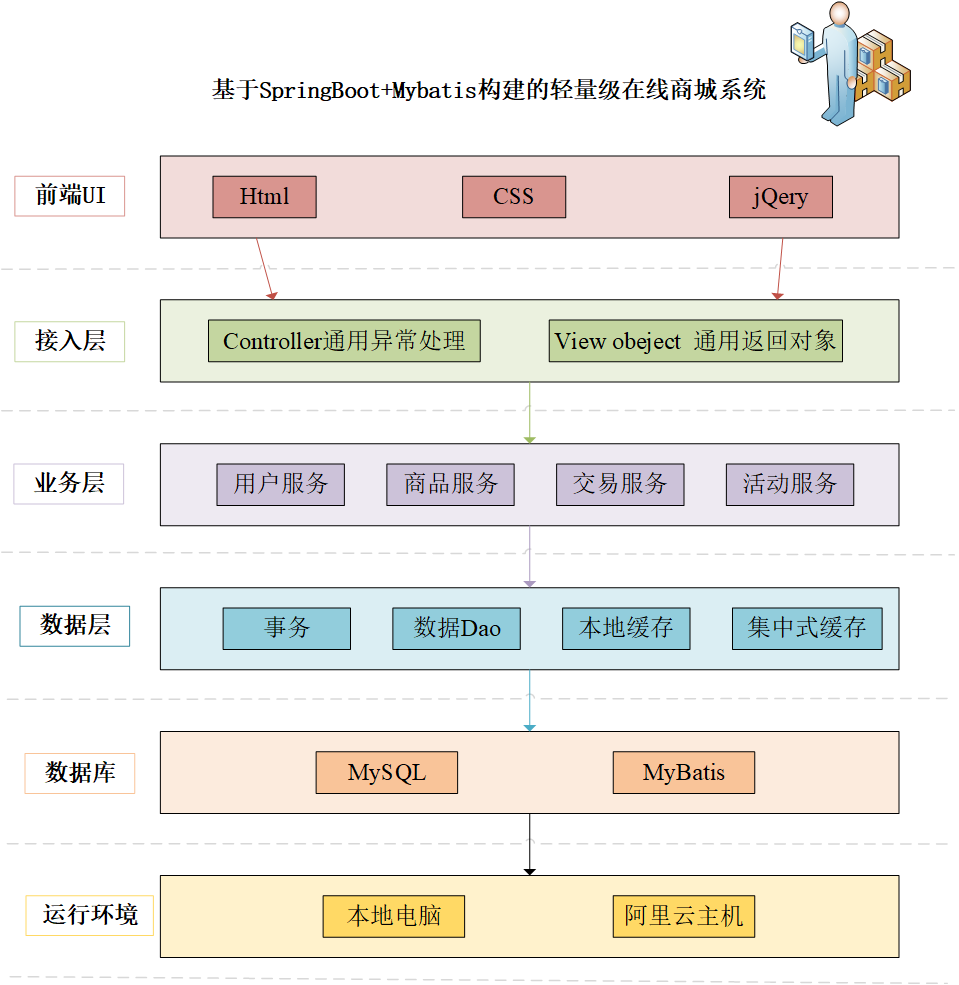 基于SpringBoot+Mybatis构建的轻量级在线商城系统
前端UI
Html
CSS
jQery
接入层
Controller通用异常处理
View obeject 通用返回对象
业务层
用户服务
商品服务
交易服务
活动服务
数据层
事务
数据Dao
本地缓存
集中式缓存
数据库
MySQL
MyBatis
运行环境
本地电脑
阿里云主机